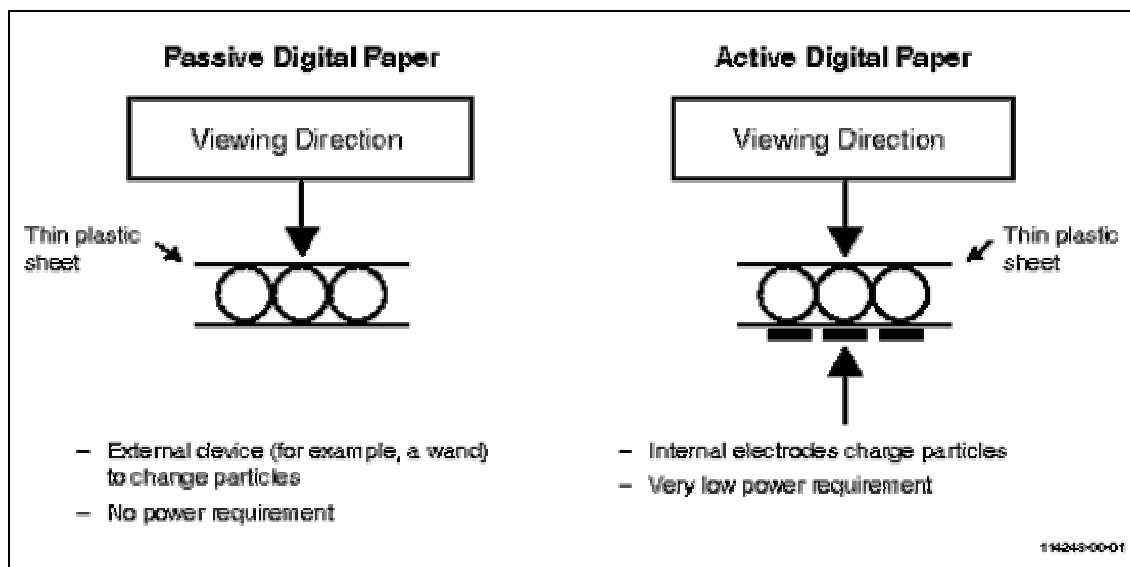 Passive Digital Paper
Viewing Direction
Thin plastic
sheet
– External device (for example, a wand)
to change particles
– No power requirement
Active Digital Paper
Viewing Direction
Thin plastic
sheet
– Internal electrodes charge particles
– Very low power requirement
114243-00-01